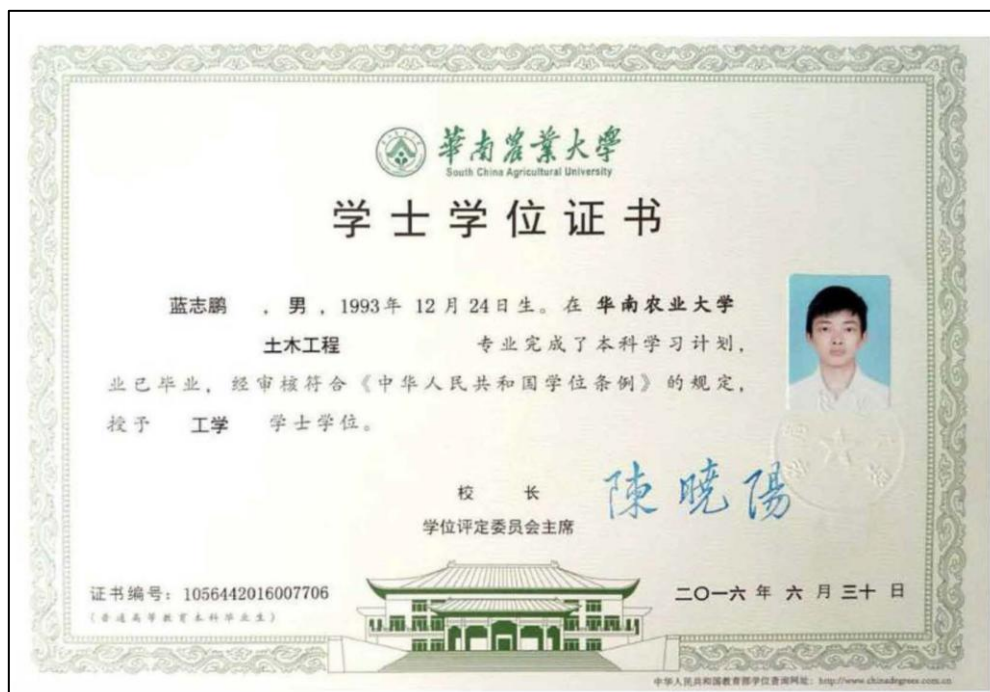 華南農業大學
South China Agricultural University
学士学位证书
蓝志鹏 ，男，1993年 12 月 24日生。在 华南农业大学
土木工程 专业完成了本科学习计划，
业已毕业，经审核符合《中华人民共和国学位条例》的规定，
授予 工学 学士学位。
校 长
陳曉陽
学位评定委员会主席
证书编号：1056442016007706
二〇一六 年 六 月 三十 日
(普通高等教育本科毕业生)
中华人民共和国教育部学位查询网址：http://www.chinadegrees.com.cn